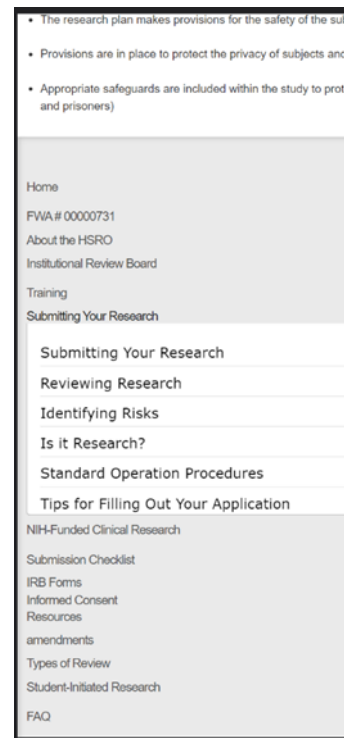 • The research plan makes provisions for the safety of the
• Provisions are in place to protect the privacy of subjects and
• Appropriate safeguards are included within the study to
and prisoners)
Home
FWA# 00000731
About the HSRO
Institutional Review Board
Training
Submitting Your Research
Submitting Your Research
Reviewing Research
Identifying Risks
Is it Research?
Standard Operation Procedures
Tips for Filling Out Your Application
NIH-Funded Clinical Research
Submission Checklist
IRB Forms
Informed Consent
Resources
amendments
Types of Review
Student-Initiated Research
FAQ